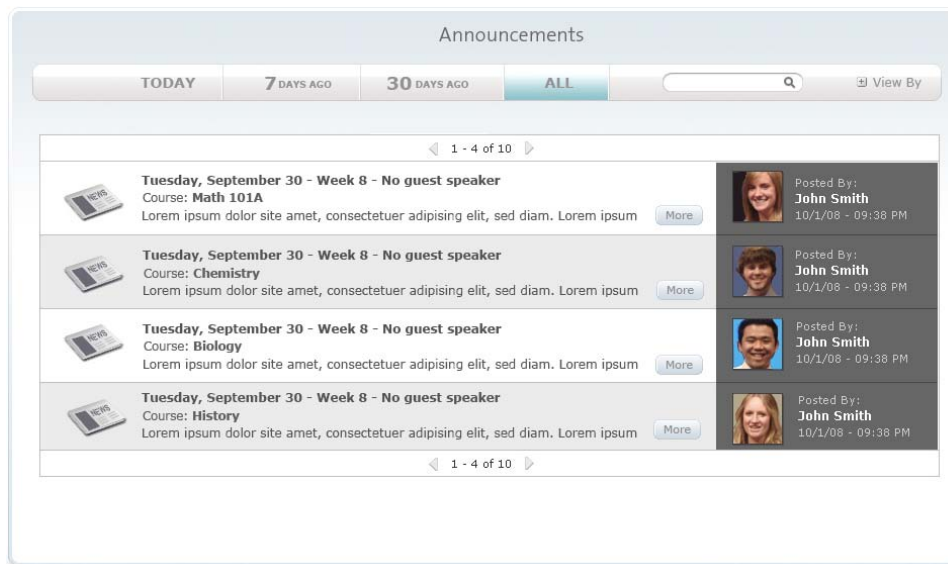 Announcements
TODAY 7 DAYS AGO 30 DAYS AGO ALL View By
1 - 4 of 10
NEWS
Tuesday, September 30 - Week 8 - No guest speaker
Course: Math 101A
Lorem ipsum dolor site amet, consectetuer adipising elit, sed diam. Lorem ipsum
More
Posted By:
John Smith
10/1/08 - 09:38 PM
NEWS
Tuesday, September 30 - Week 8 - No guest speaker
Course: Chemistry
Lorem ipsum dolor site amet, consectetuer adipising elit, sed diam. Lorem ipsum
More
Posted By:
John Smith
10/1/08 - 09:38 PM
NEWS
Tuesday, September 30 - Week 8 - No guest speaker
Course: Biology
Lorem ipsum dolor site amet, consectetuer adipising elit, sed diam. Lorem ipsum
More
Posted By:
John Smith
10/1/08 - 09:38 PM
NEWS
Tuesday, September 30 - Week 8 - No guest speaker
Course: History
Lorem ipsum dolor site amet, consectetuer adipising elit, sed diam. Lorem ipsum
More
Posted By:
John Smith
10/1/08 - 09:38 PM
1 - 4 of 10